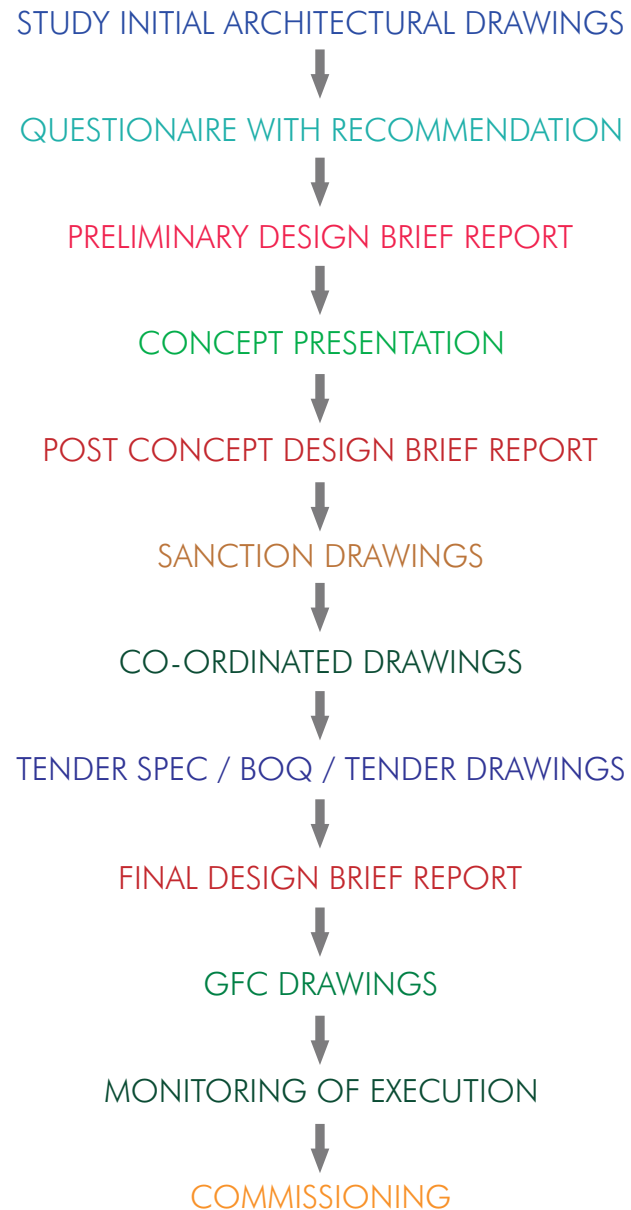 STUDY INITIAL ARCHITECTURAL DRAWINGS
QUESTIONAIRE WITH RECOMMENDATION
PRELIMINARY DESIGN BRIEF REPORT
CONCEPT PRESENTATION
POST CONCEPT DESIGN BRIEF REPORT
SANCTION DRAWINGS
CO-ORDINATED DRAWINGS
TENDER SPEC / BOQ / TENDER DRAWINGS
FINAL DESIGN BRIEF REPORT
GFC DRAWINGS
MONITORING OF EXECUTION
COMMISSIONING